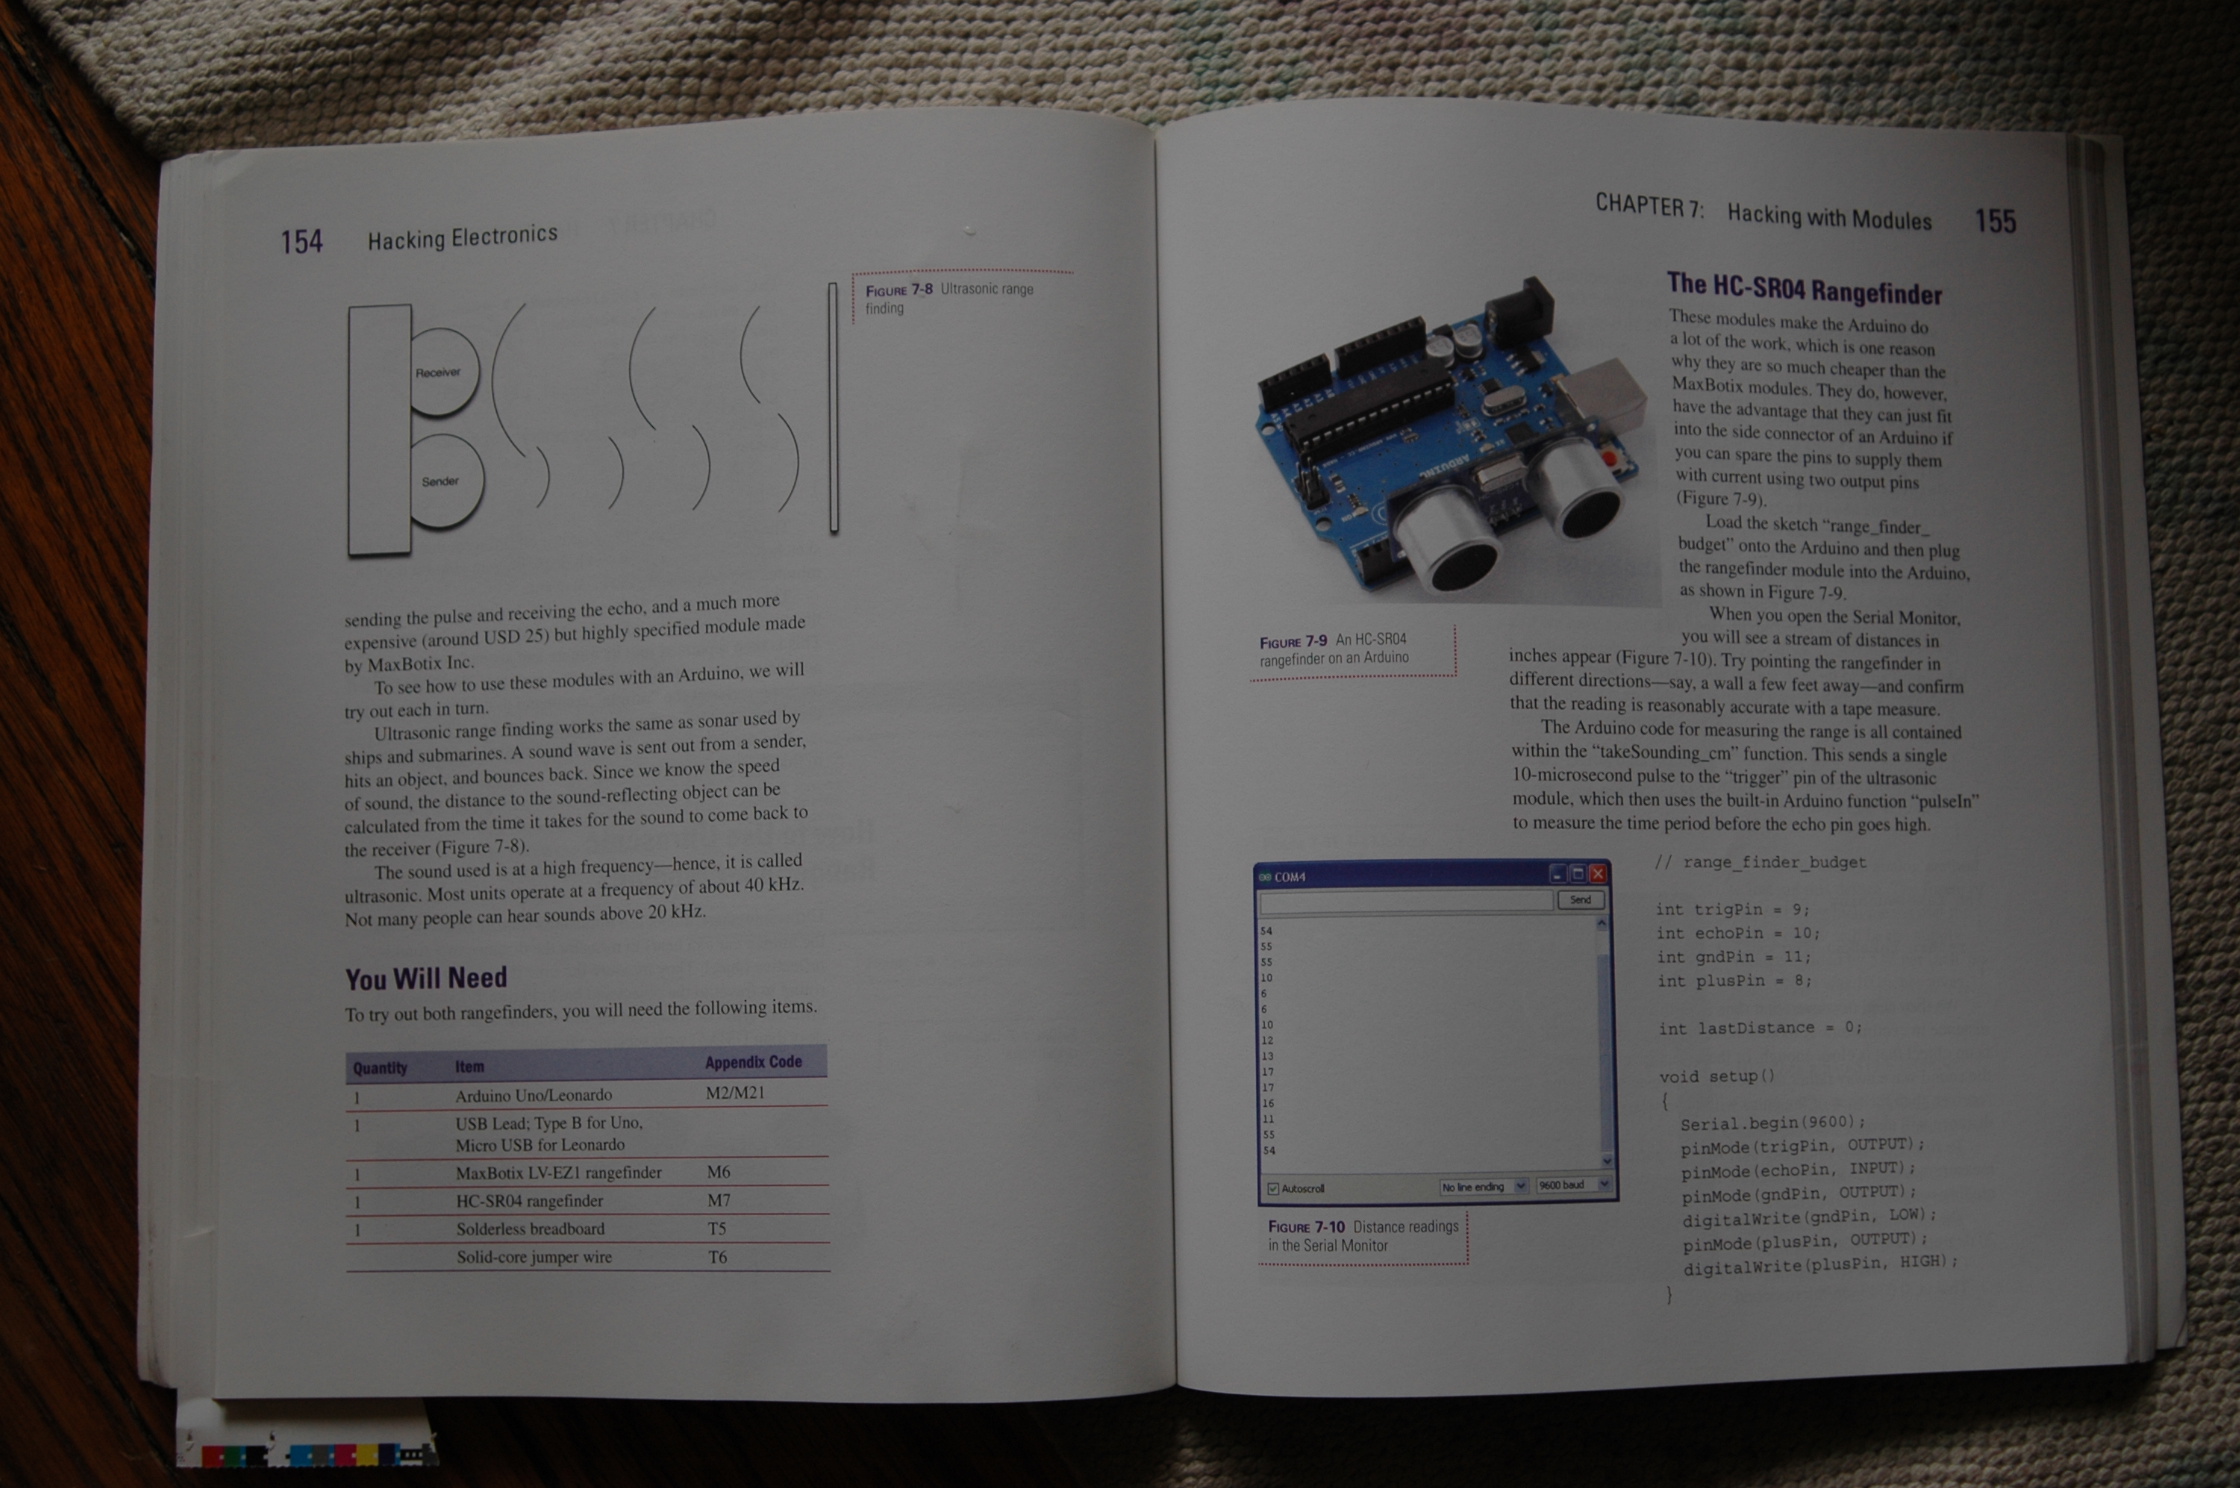 154 Hacking Electronics
Receiver
Sender
FIGURE 7-8 Ultrasonic range
finding
sending the pulse and receiving the echo, and a much more
expensive (around USD 25) but highly specified module made
by MaxBotix Inc.
To see how to use these modules with an Arduino, we will
try out each in turn.
Ultrasonic range finding works the same as sonar used by
ships and submarines. A sound wave is sent out from a sender,
hits an object, and bounces back. Since we know the speed
of sound, the distance to the sound-reflecting object can be
calculated from the time it takes for the sound to come back to
the receiver (Figure 7-8).
The sound used is at a high frequency—hence, it is called
ultrasonic. Most units operate at a frequency of about 40 kHz.
Not many people can hear sounds above 20 kHz.
You Will Need
To try out both rangefinders, you will need the following items.
Quantity Item Appendix Code
1 Arduino Uno/Leonardo M2/M21
1 USB Lead; Type B for Uno,
Micro USB for Leonardo
1 MaxBotix LV-EZ1 rangefinder M6
1 HC-SR04 rangefinder M7
1 Solderless breadboard T5
Solid-core jumper wire T6
CHAPTER 7: Hacking with Modules 155
ARDUINO
FIGURE 7-9 An HC-SR04
rangefinder on an Arduino
The HC-SR04 Rangefinder
These modules make the Arduino do
a lot of the work, which is one reason
why they are so much cheaper than the
MaxBotix modules. They do, however,
have the advantage that they can just fit
into the side connector of an Arduino if
you can spare the pins to supply them
with current using two output pins
(Figure 7-9).
Load the sketch “range_finder_
budget” onto the Arduino and then plug
the rangefinder module into the Arduino,
as shown in Figure 7-9.
When you open the Serial Monitor,
you will see a stream of distances in
inches appear (Figure 7-10). Try pointing the rangefinder in
different directions—say, a wall a few feet away—and confirm
that the reading is reasonably accurate with a tape measure.
The Arduino code for measuring the range is all contained
within the “takeSounding_cm” function. This sends a single
10-microsecond pulse to the “trigger” pin of the ultrasonic
module, which then uses the built-in Arduino function “pulseIn”
to measure the time period before the echo pin goes high.
COM4
Send
54
55
55
10
6
6
10
12
13
17
17
16
11
55
54
Autoscroll No line ending 9600 baud
FIGURE 7-10 Distance readings
in the Serial Monitor
// range_finder_budget
int trigPin = 9;
int echoPin = 10;
int gndPin = 11;
int plusPin = 8;
int lastDistance = 0;
void setup()
{
Serial.begin(9600);
pinMode(trigPin, OUTPUT);
pinMode(echoPin, INPUT);
pinMode(gndPin, OUTPUT);
digitalWrite(gndPin, LOW);
pinMode(plusPin, OUTPUT);
digitalWrite(plusPin, HIGH);
}